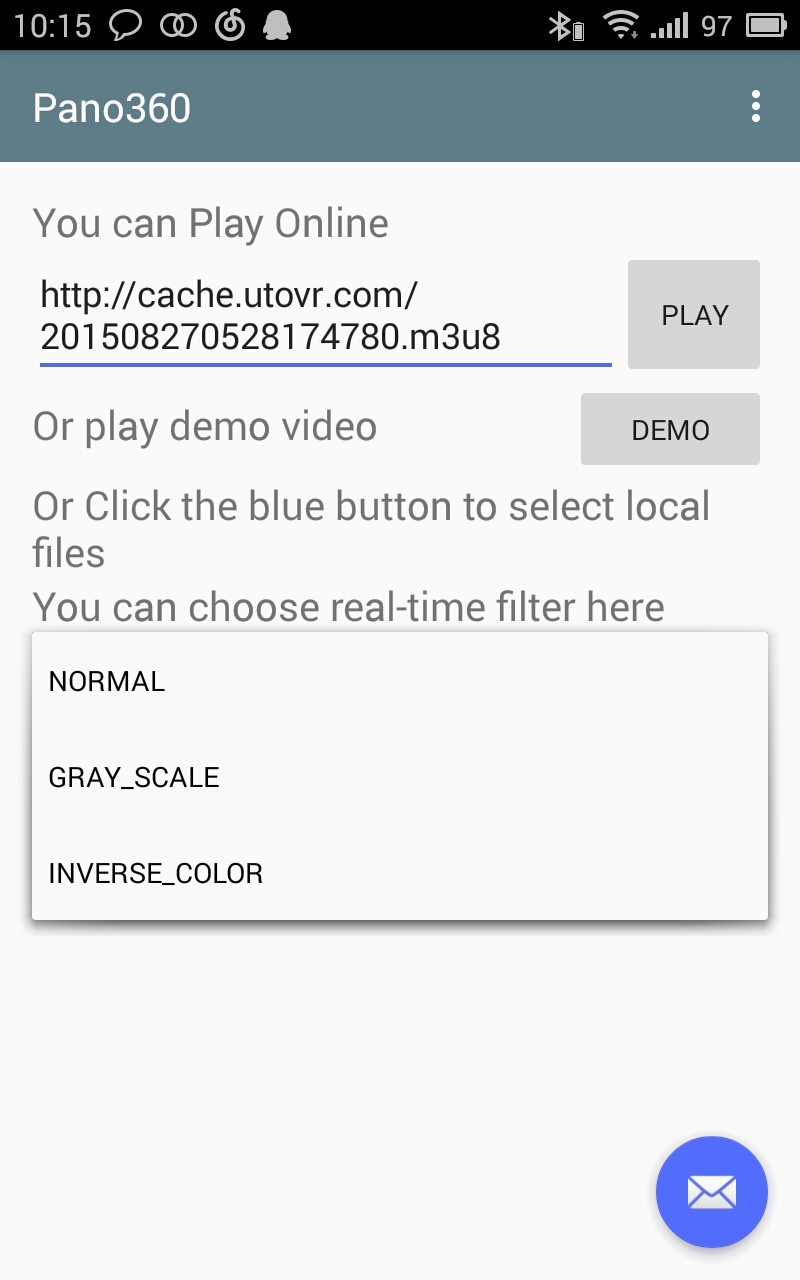 10:15 97
Pano360
You can Play Online
http://cache.utovr.com/
201508270528174780.m3u8
PLAY
Or play demo video
DEMO
Or Click the blue button to select local
files
You can choose real-time filter here
NORMAL
GRAY_SCALE
INVERSE_COLOR